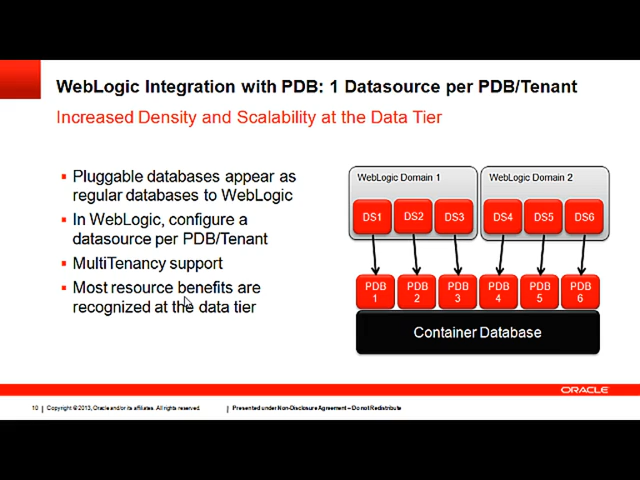 WebLogic Integration with PDB: 1 Datasource per PDB/Tenant
Increased Density and Scalability at the Data Tier
Pluggable databases appear as
regular databases to WebLogic
In WebLogic, configure a
datasource per PDB/Tenant
MultiTenancy support
Most resource benefits are
recognized at the data tier
WebLogic Domain 1
WebLogic Domain 2
DS1 DS2 DS3 DS4 DS5 DS6
PDB PDB PDB PDB PDB PDB
1 2 3 4 5 6
Container Database
ORACLE
10 | Copyright © 2013, Oracle and/or its affiliates. All rights reserved. | Presented under Non-Disclosure Agreement – Do not Redistribute